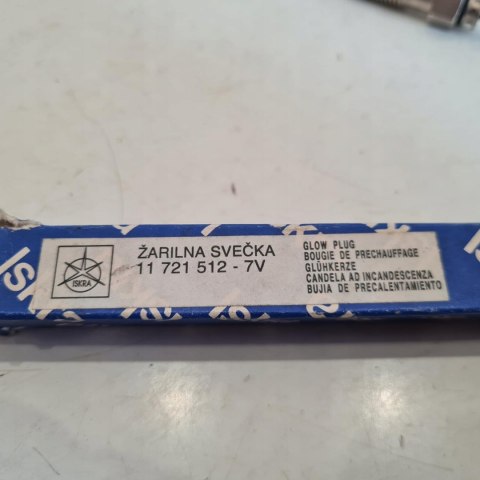 ŽARILNA SVEČKA
11 721 512 - 7V
ISKRA
GLOW PLUG
BOUGIE DE PRECHAUFFAGE
GLÜHKERZE
CANDELA AD INCANDESCENZA
BUJIA DE PRECALENTAMIENTO